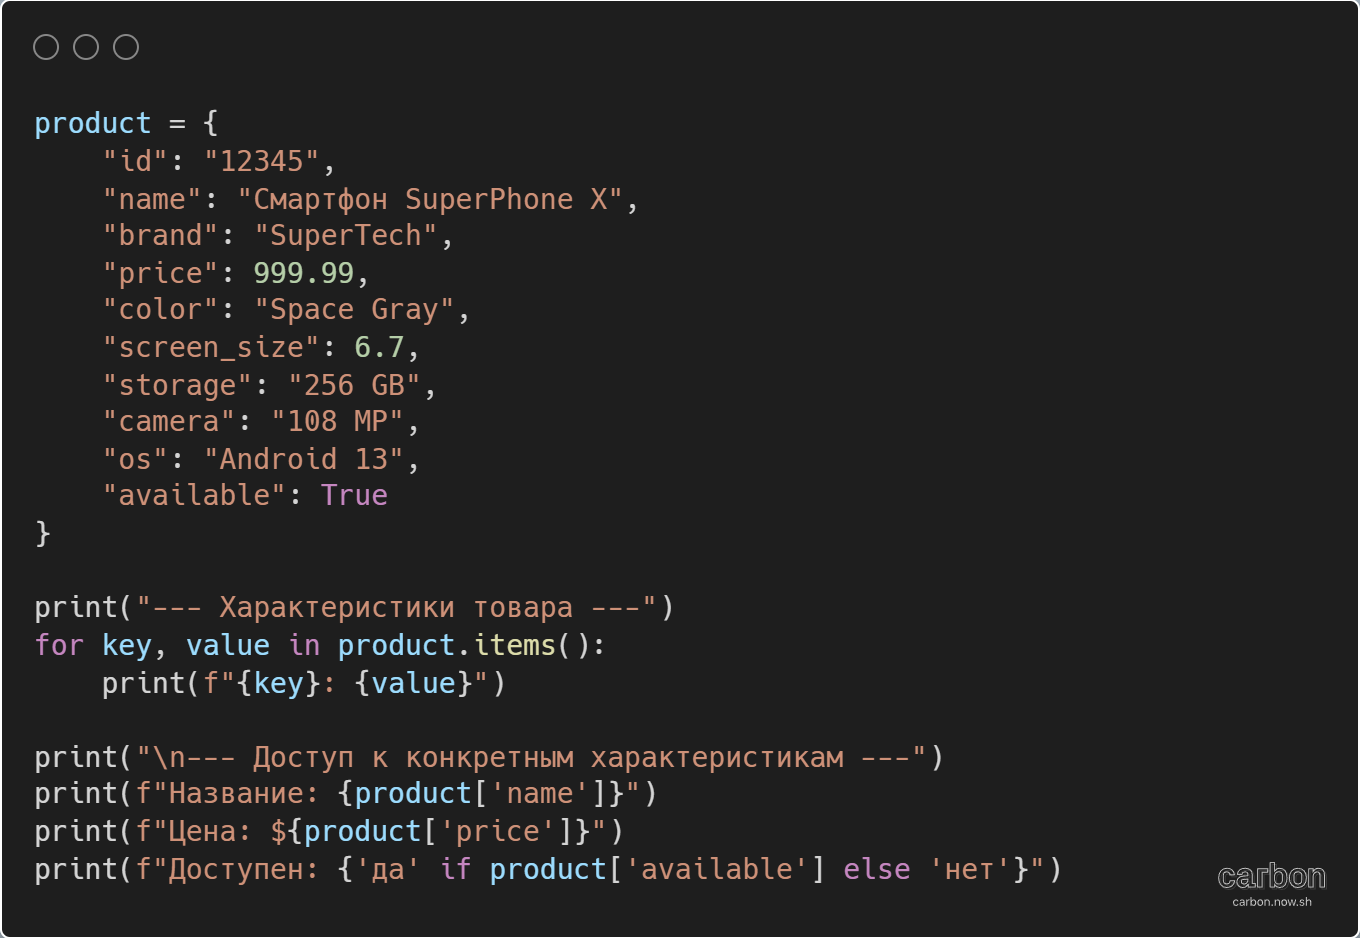 product = {
    "id": "12345",
    "name": "Смартфон SuperPhone X",
    "brand": "SuperTech",
    "price": 999.99,
    "color": "Space Gray",
    "screen_size": 6.7,
    "storage": "256 GB",
    "camera": "108 MP",
    "os": "Android 13",
    "available": True
}
print("--- Характеристики товара ---")
for key, value in product.items():
    print(f"{key}: {value}")
print("\n--- Доступ к конкретным характеристикам ---")
print(f"Название: {product['name']}")
print(f"Цена: ${product['price']}")
print(f"Доступен: {'да' if product['available'] else 'нет'}")
carbon
carbon.now.sh